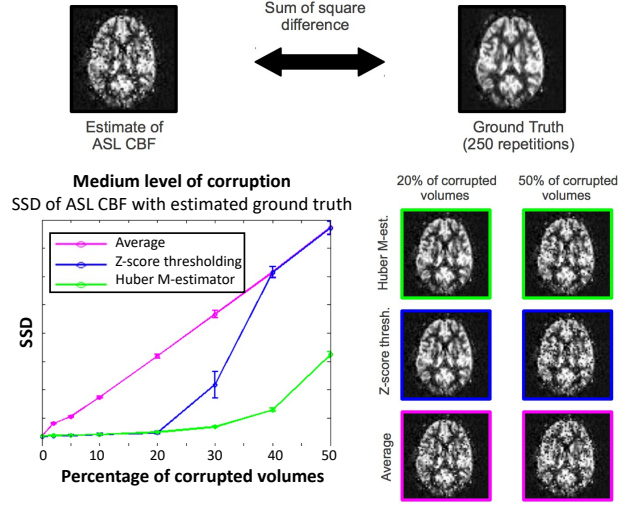 Sum of square
difference
Estimate of
ASL CBF
Ground Truth
(250 repetitions)
Medium level of corruption
SSD of ASL CBF with estimated ground truth
Average
Z-score thresholding
Huber M-estimator
SSD
0
10
20
30
40
50
Percentage of corrupted volumes
20% of corrupted
volumes
50% of corrupted
volumes
Huber M-est.
Z-score thresh.
Average